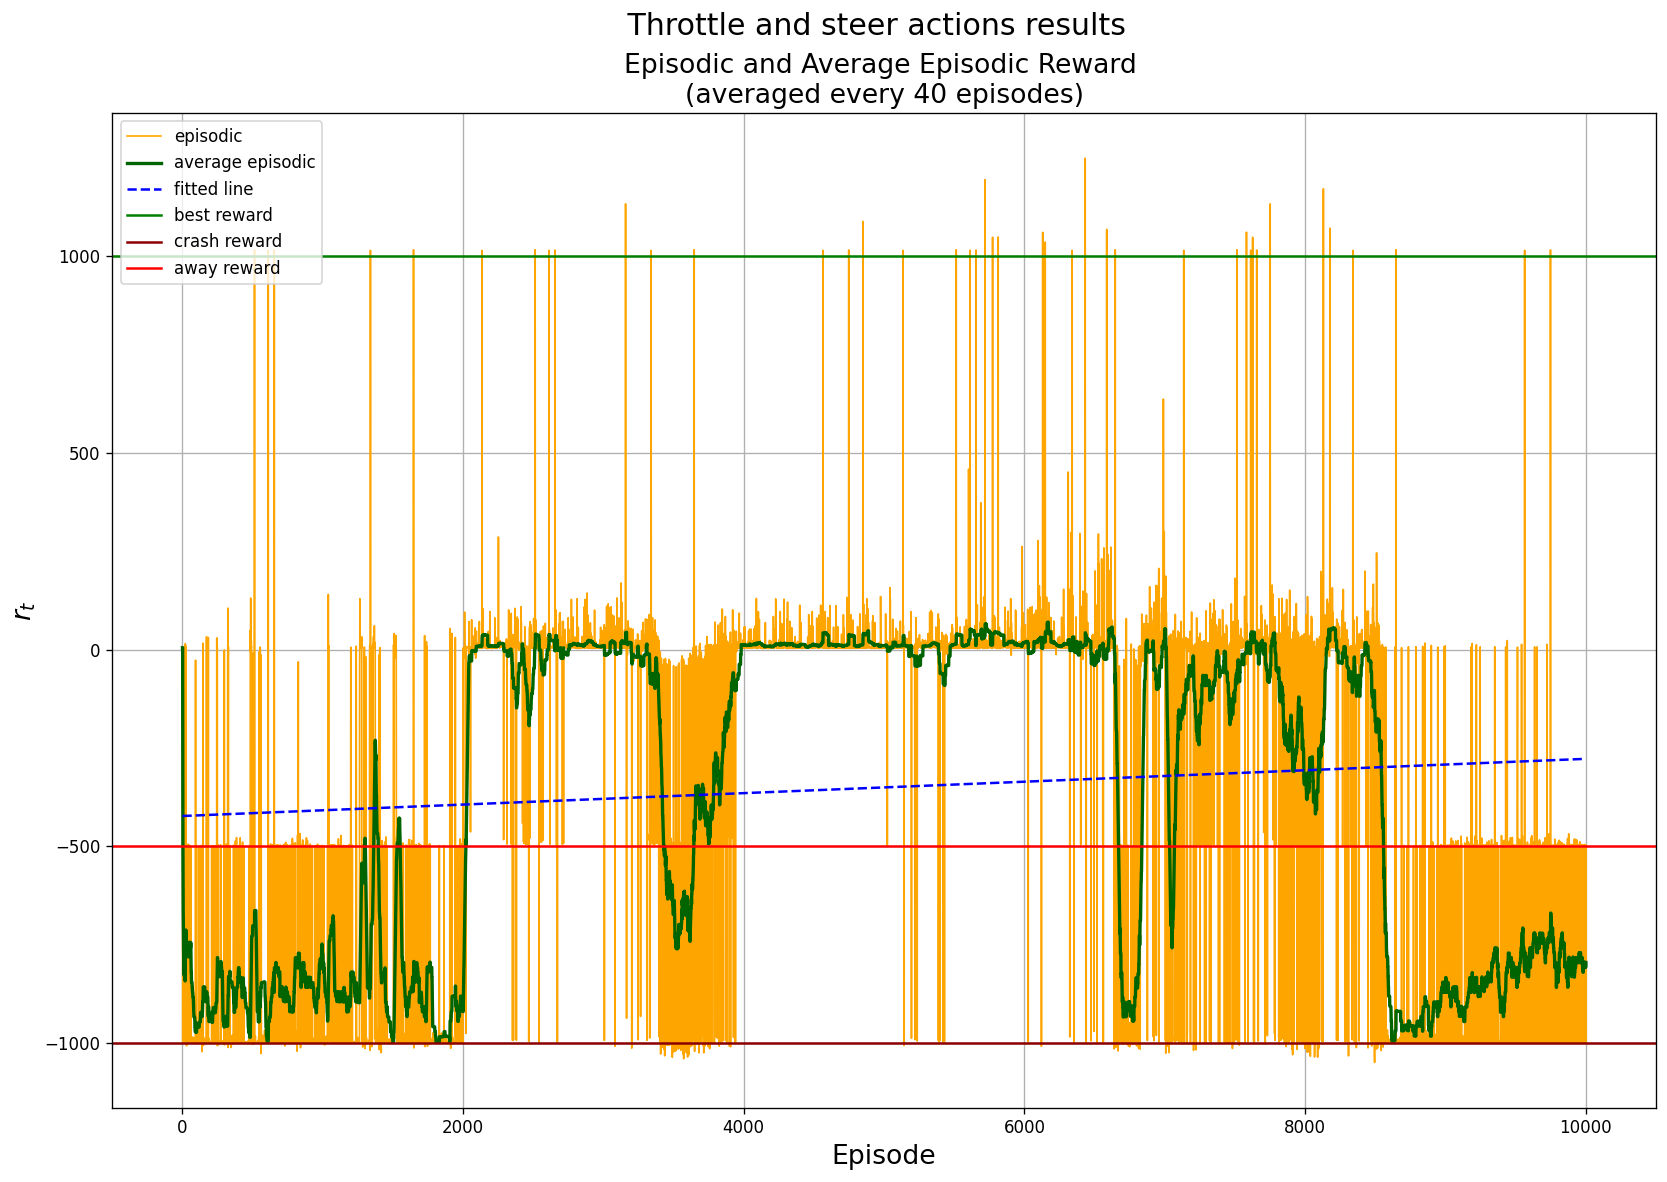 Throttle and steer actions results
Episodic and Average Episodic Reward
(averaged every 40 episodes)
episodic
average episodic
fitted line
best reward
crash reward
away reward
1000
500
0
−500
−1000
r_t
0 2000 4000 6000 8000 10000
Episode